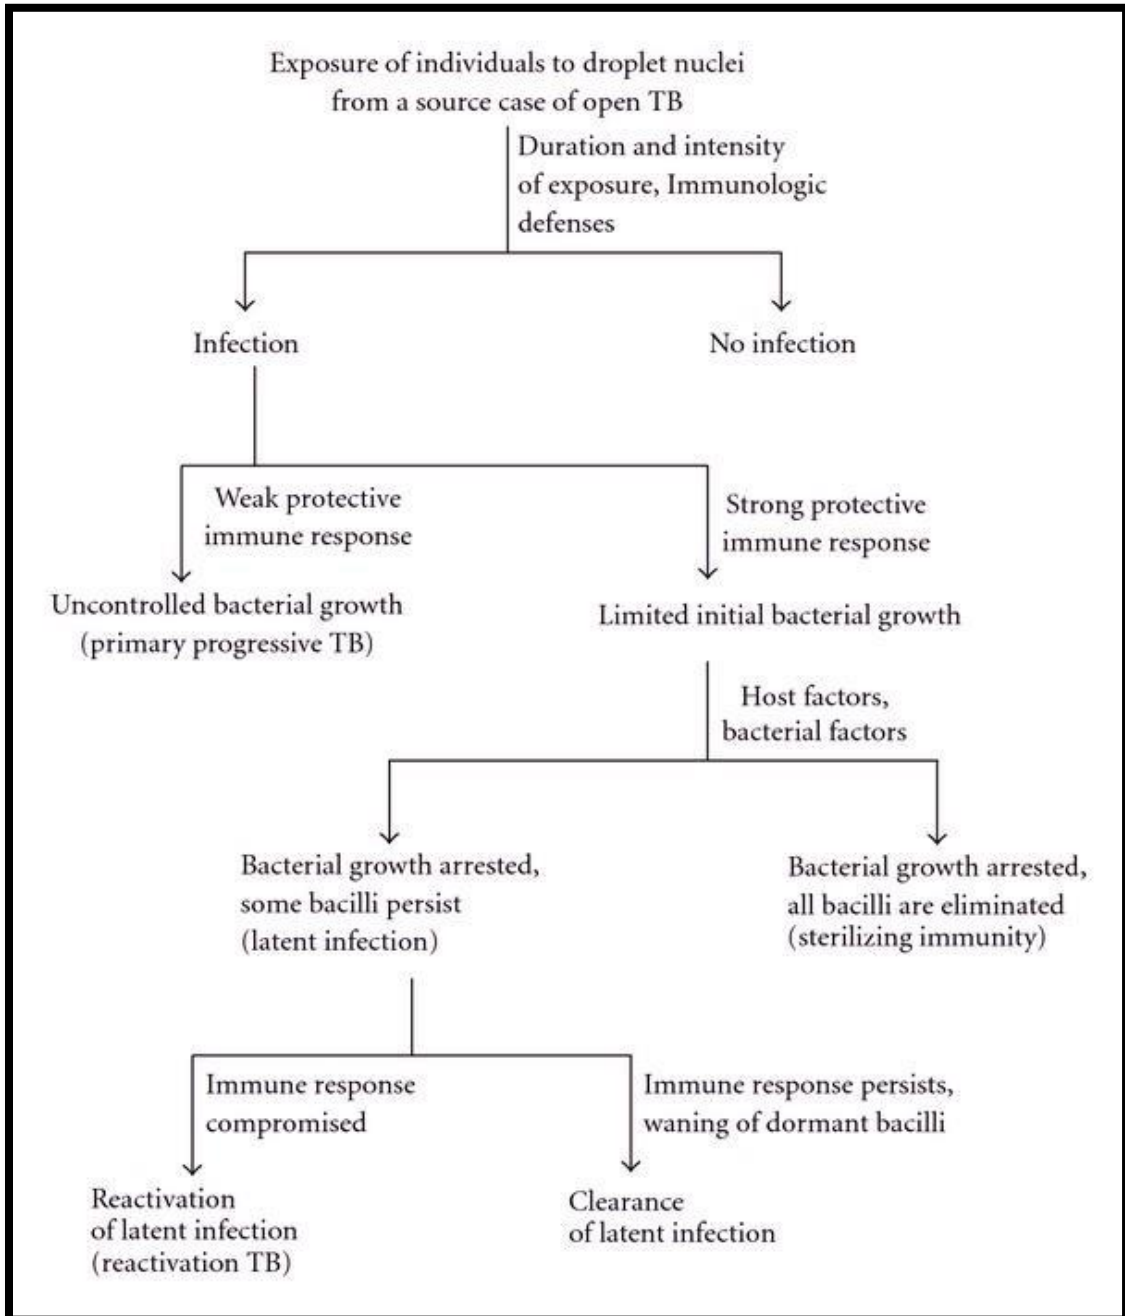 Exposure of individuals to droplet nuclei
from a source case of open TB
Duration and intensity
of exposure, Immunologic
defenses
Infection
No infection
Weak protective
immune response
Strong protective
immune response
Uncontrolled bacterial growth
(primary progressive TB)
Limited initial bacterial growth
Host factors,
bacterial factors
Bacterial growth arrested,
some bacilli persist
(latent infection)
Bacterial growth arrested,
all bacilli are eliminated
(sterilizing immunity)
Immune response
compromised
Immune response persists,
waning of dormant bacilli
Reactivation
of latent infection
(reactivation TB)
Clearance
of latent infection